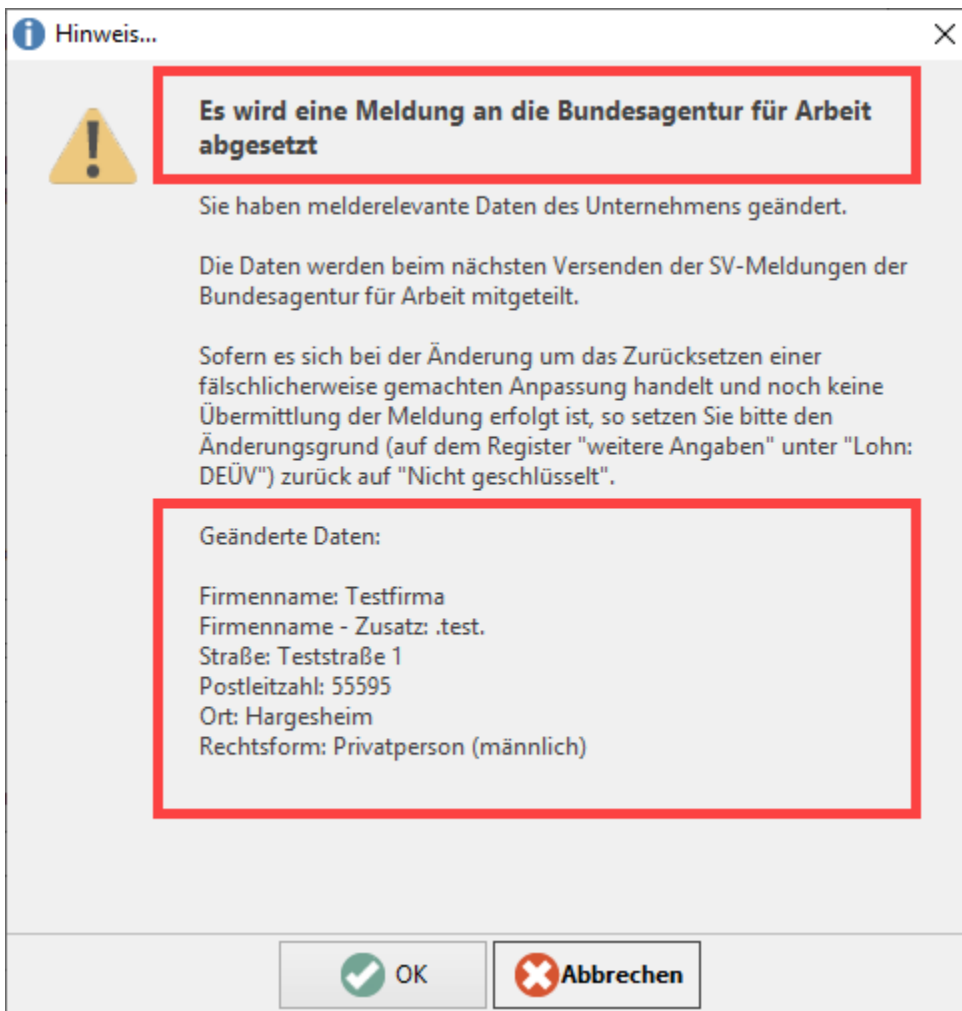 Hinweis...
Es wird eine Meldung an die Bundesagentur für Arbeit
abgesetzt
Sie haben melderelevante Daten des Unternehmens geändert.
Die Daten werden beim nächsten Versenden der SV-Meldungen der
Bundesagentur für Arbeit mitgeteilt.
Sofern es sich bei der Änderung um das Zurücksetzen einer
fälschlicherweise gemachten Anpassung handelt und noch keine
Übermittlung der Meldung erfolgt ist, so setzen Sie bitte den
Änderungsgrund (auf dem Register "weitere Angaben" unter "Lohn:
DEÜV") zurück auf "Nicht geschlüsselt".
Geänderte Daten:
Firmenname: Testfirma
Firmenname - Zusatz: .test.
Straße: Teststraße 1
Postleitzahl: 55595
Ort: Hargesheim
Rechtsform: Privatperson (männlich)
OK
Abbrechen